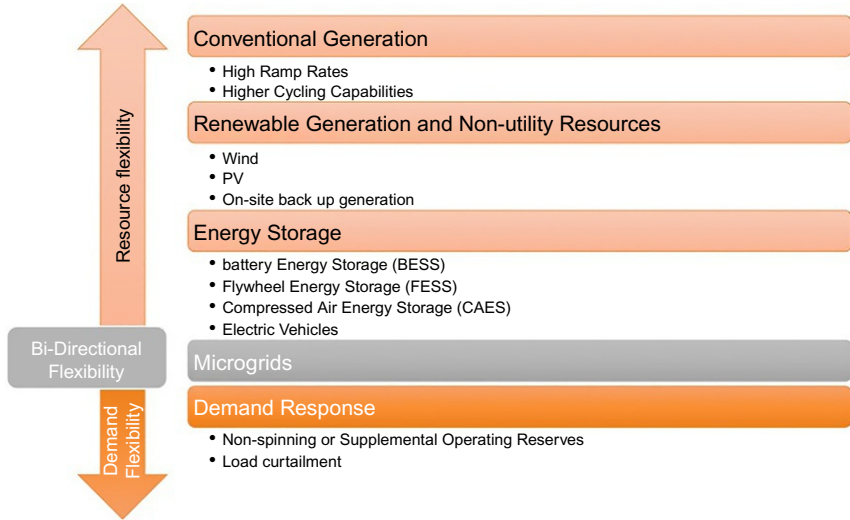 Conventional Generation
• High Ramp Rates
• Higher Cycling Capabilities
Renewable Generation and Non-utility Resources
• Wind
• PV
• On-site back up generation
Energy Storage
• battery Energy Storage (BESS)
• Flywheel Energy Storage (FESS)
• Compressed Air Energy Storage (CAES)
• Electric Vehicles
Microgrids
Demand Response
• Non-spinning or Supplemental Operating Reserves
• Load curtailment
Resource flexibility
Bi-Directional
Flexibility
Demand
Flexibility